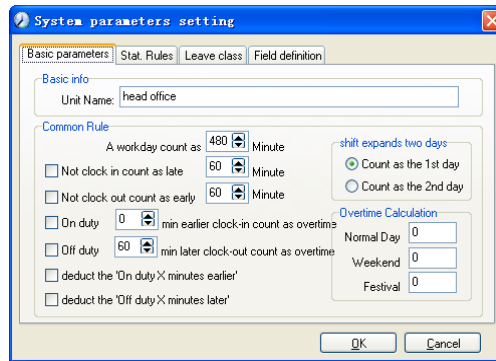 System parameters setting
Basic parameters Stat. Rules Leave class Field definition
Basic info
Unit Name: head office
Common Rule
A workday count as 480 Minute
Not clock in count as late 60 Minute
Not clock out count as early 60 Minute
On duty 0 min earlier clock-in count as overtime
Off duty 60 min later clock-out count as overtime
deduct the 'On duty X minutes earlier'
deduct the 'Off duty X minutes later'
shift expands two days
Count as the 1st day
Count as the 2nd day
Overtime Calculation
Normal Day 0
Weekend 0
Festival 0
OK Cancel